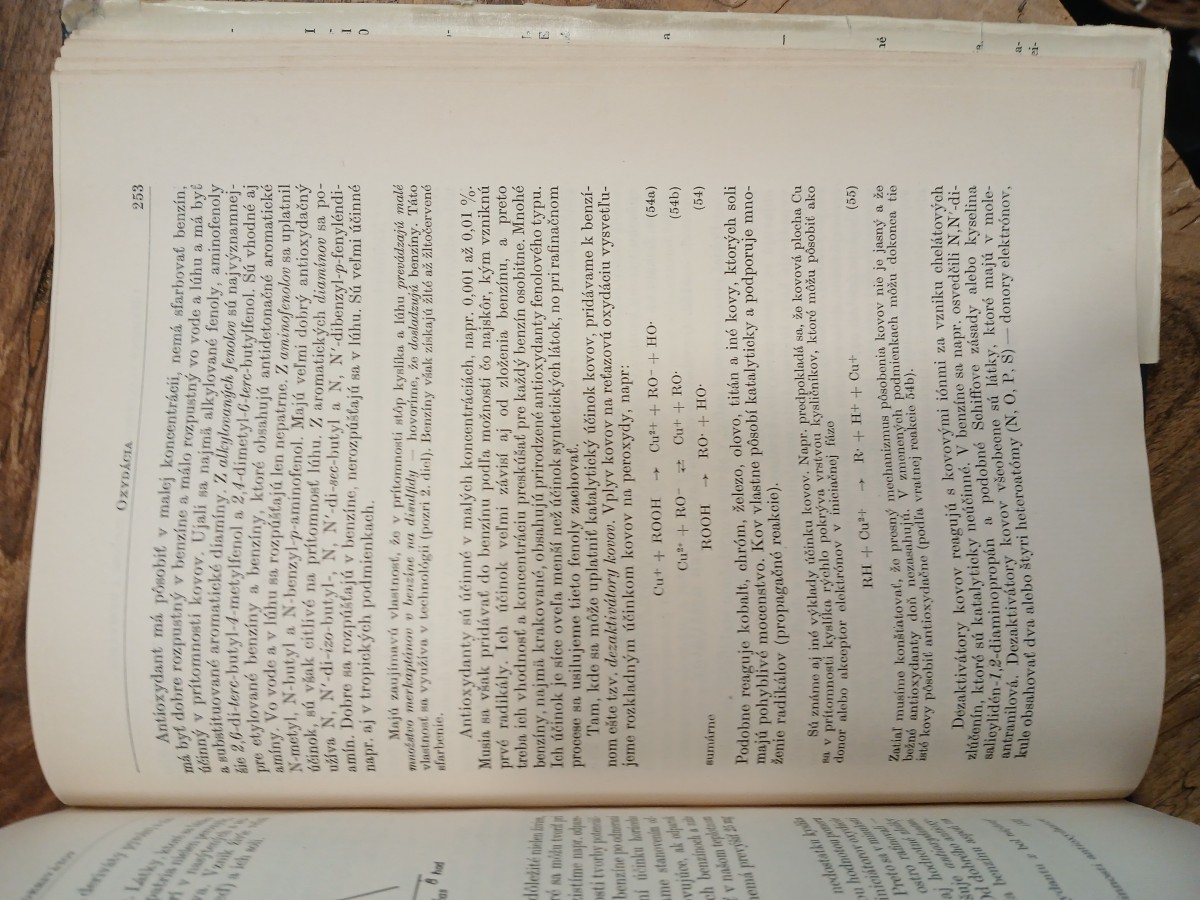 OXYDÁCIA 253
Antioxydant má pôsobiť v malej koncentrácii, nemá sfarbovať benzín,
má byť dobre rozpustný v benzíne a málo rozpustný vo vode a lúhu a má byť
účinný v prítomnosti kovov. Ujali sa najmä alkylované fenoly, aminofenoly
a substituované aromatické diamíny. Z alkylovaných fenolov sú najvýznamnej-
šie 2,6-di-terc-butyl-4-metylfenol a 2,4-dimetyl-6-terc-butylfenol. Sú vhodné aj
pre etylované benzíny a benzíny, ktoré obsahujú antidetonačné aromatické
amíny. Vo vode a v lúhu sa rozpúšťajú len nepatrne. Z aminofenolov sa uplatnil
N-metyl, N-butyl a N-benzyl-p-aminofenol. Majú veľmi dobrý antioxydačný
účinok, sú však citlivé na prítomnosť lúhu. Z aromatických diamínov sa po-
užíva N, N′-di-izo-butyl-, N, N′-di-sec-butyl a N, N′-dibenzyl-p-fenyléndi-
amín. Dobre sa rozpúšťajú v benzíne, nerozpúšťajú sa v lúhu. Sú veľmi účinné
napr. aj v tropických podmienkach.
Majú zaujímavú vlastnosť, že v prítomnosti stôp kyslíka a lúhu prevádzajú malé
množstvo merkaptánov v benzíne na disulfidy — hovoríme, že dosladzujú benzíny. Táto
vlastnosť sa využíva v technológii (pozri 2. diel). Benzíny však získajú žlté až žltočervené
sfarbenie.
Antioxydanty sú účinné v malých koncentráciách, napr. 0,001 až 0,01 %.
Musia sa však pridávať do benzínu podľa možnosti čo najskôr, kým vzniknú
prvé radikály. Ich účinok veľmi závisí aj od zloženia benzínu, a preto
treba ich vhodnosť a koncentráciu preskúšať pre každý benzín osobitne. Mnohé
benzíny, najmä krakované, obsahujú prirodzené antioxydanty fenolového typu.
Ich účinok je síce oveľa menší než účinok syntetických látok, no pri rafinačnom
procese sa usilujeme tieto fenoly zachovať.
Tam, kde sa môže uplatniť katalytický účinok kovov, pridávame k benzí-
nom ešte tzv. dezaktivátory kovov. Vplyv kovov na reťazovú oxydáciu vysvetľu-
jeme rozkladným účinkom kovov na peroxydy, napr:
Cu⁺ + ROOH → Cu²⁺ + RO⁻ + HO· (54a)
Cu²⁺ + RO⁻ ⇄ Cu⁺ + RO· (54b)
sumárne ROOH → RO· + HO· (54)
Podobne reaguje kobalt, chróm, železo, olovo, titán a iné kovy, ktorých soli
majú pohyblivé mocenstvo. Kov vlastne pôsobí katalyticky a podporuje mno-
ženie radikálov (propagačné reakcie).
Sú známe aj iné výklady účinku kovov. Napr. predpokladá sa, že kovová plocha Cu
sa v prítomnosti kyslíka rýchlo pokrýva vrstvou kysličníkov, ktoré môžu pôsobiť ako
donor alebo akceptor elektrónov v iniciačnej fáze
RH + Cu²⁺ → R· + H⁺ + Cu⁺ (55)
Zatiaľ musíme konštatovať, že presný mechanizmus pôsobenia kovov nie je jasný a že
bežné antioxydanty doň nezasahujú. V zmenených podmienkach môžu dokonca tie
isté kovy pôsobiť antioxydačne (podľa vratnej reakcie 54b).
Dezaktivátory kovov reagujú s kovovými iónmi za vzniku chelátových
zlúčenín, ktoré sú katalyticky neúčinné. V benzíne sa napr. osvedčili N,N′-di-
salicylidén-1,2-diaminopropán a podobné Schiffove zásady alebo kyselina
antranilová. Dezaktivátory kovov všeobecne sú látky, ktoré majú v mole-
kule obsahovať dva alebo štyri heteroatómy (N, O, P, S) — donory elektrónov,